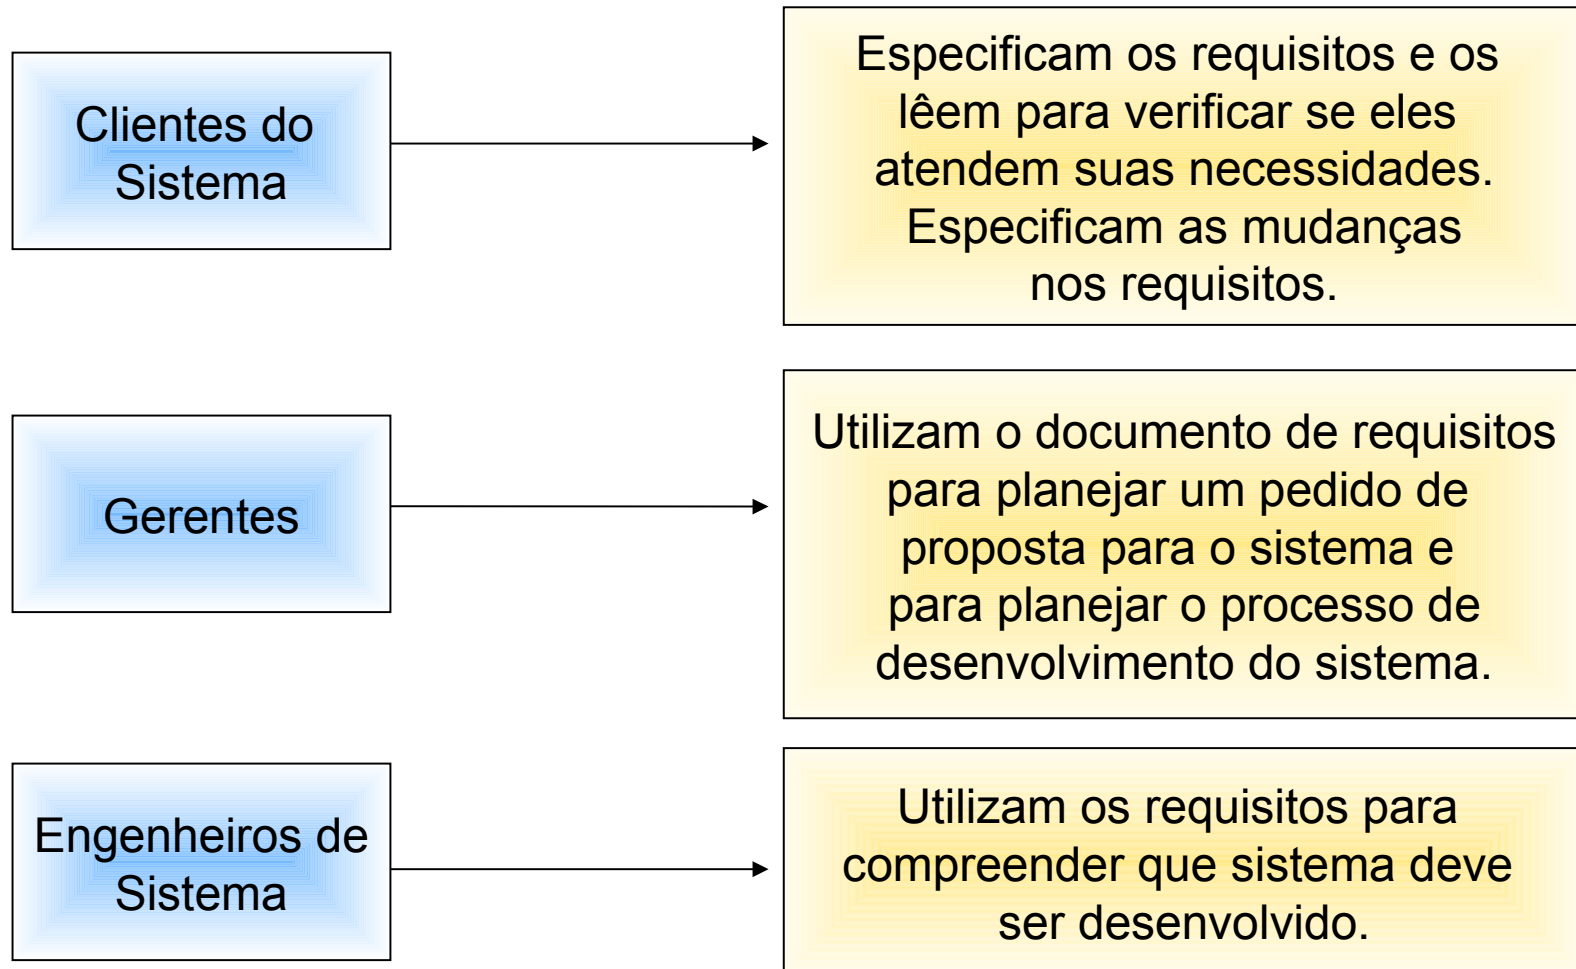 Clientes do
Sistema
Especificam os requisitos e os
lêem para verificar se eles
atendem suas necessidades.
Especificam as mudanças
nos requisitos.
Gerentes
Utilizam o documento de requisitos
para planejar um pedido de
proposta para o sistema e
para planejar o processo de
desenvolvimento do sistema.
Engenheiros de
Sistema
Utilizam os requisitos para
compreender que sistema deve
ser desenvolvido.